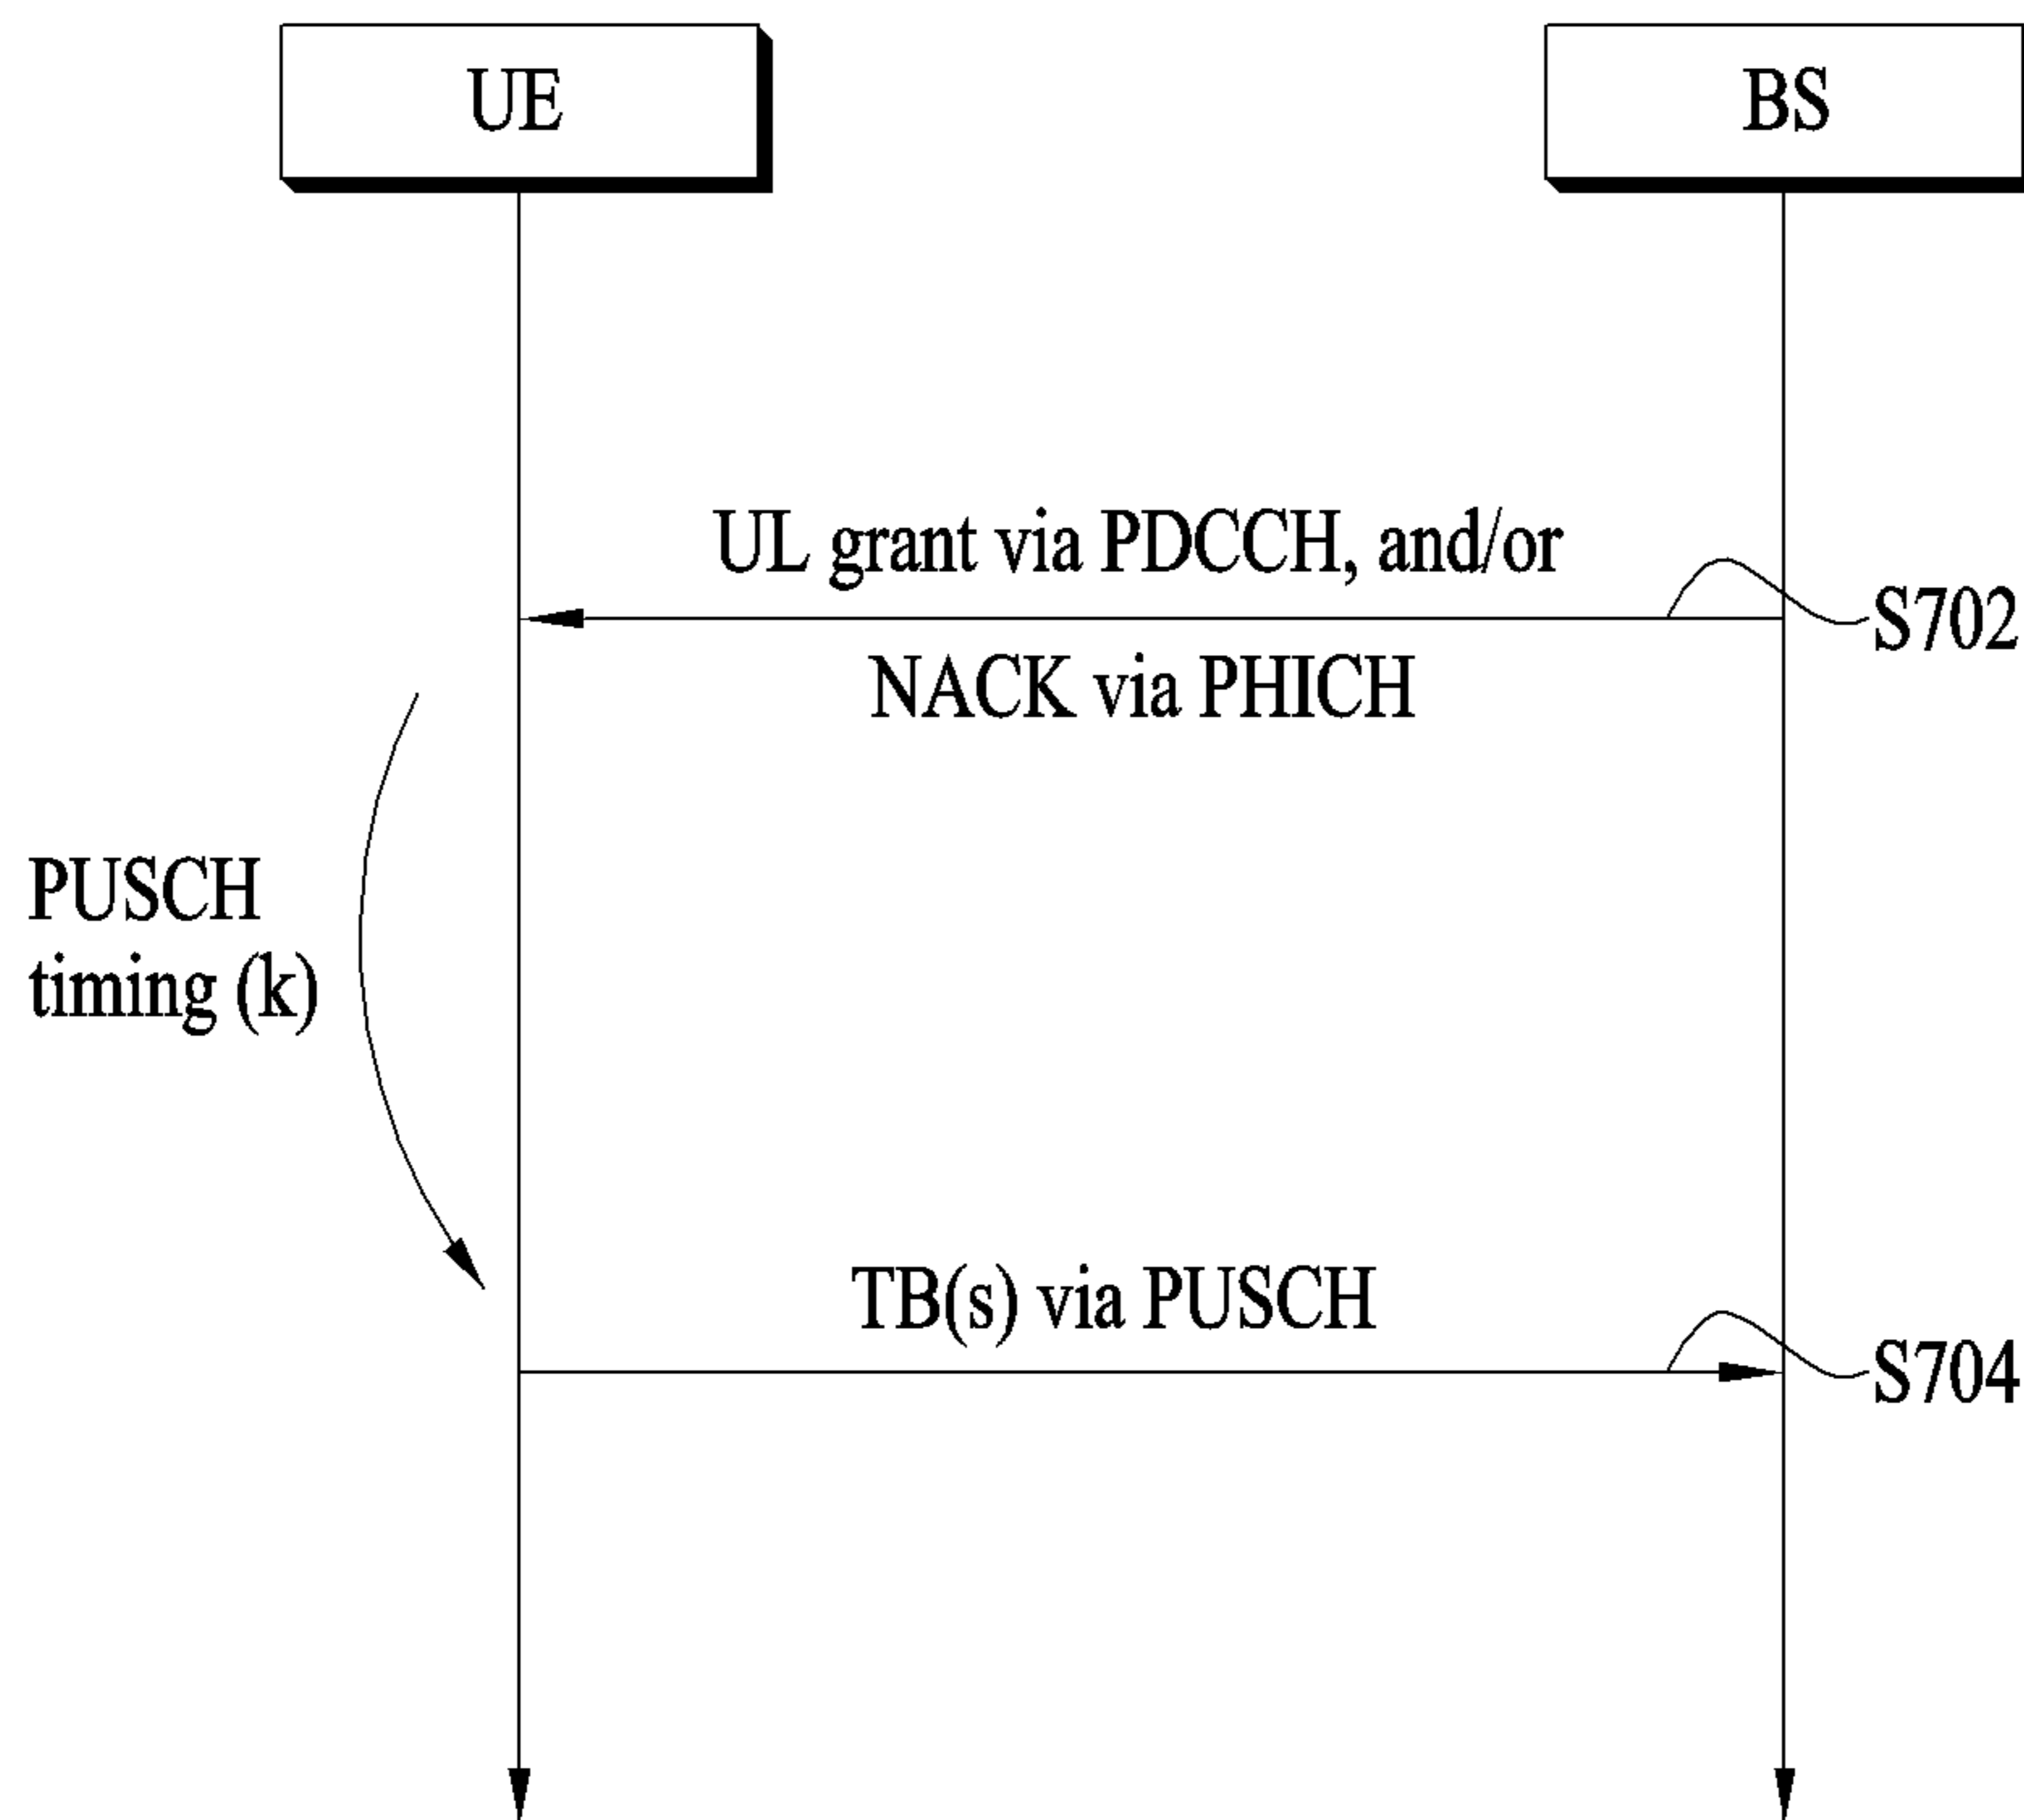 UE
BS
UL grant via PDCCH, and/or
S702
NACK via PHICH
PUSCH
timing (k)
TB(s) via PUSCH
S704